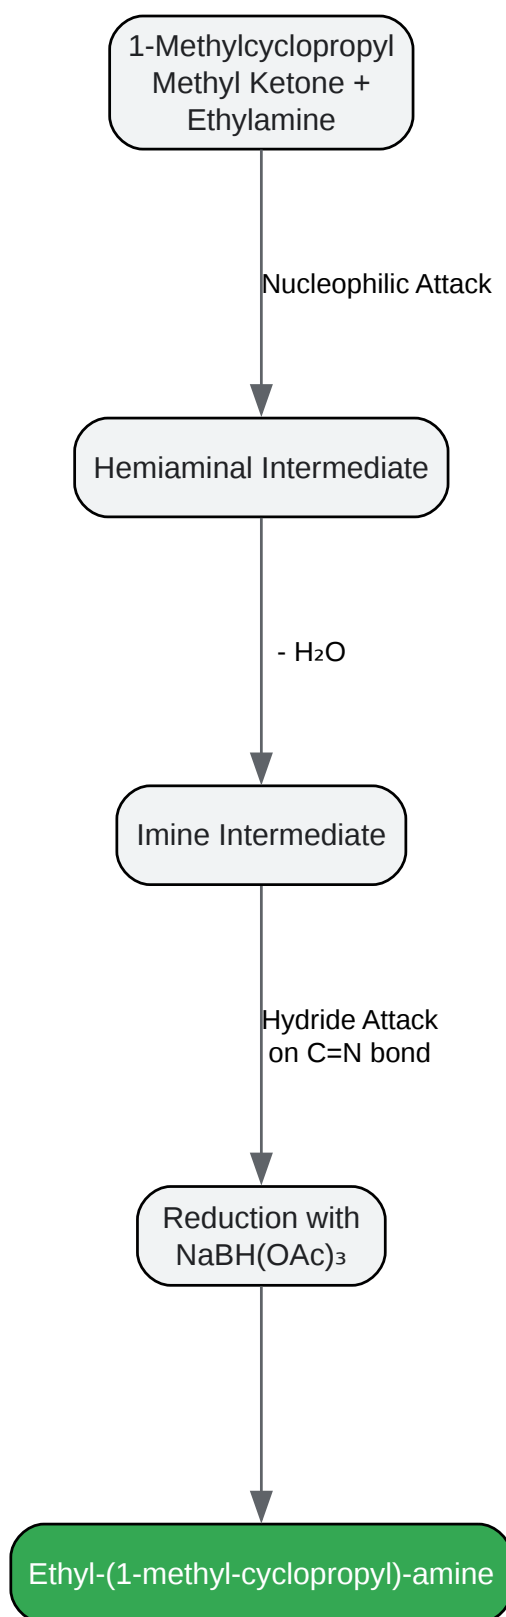 1-Methylcyclopropyl
Methyl Ketone +
Ethylamine
Nucleophilic Attack
Hemiaminal Intermediate
- H₂O
Imine Intermediate
Hydride Attack
on C=N bond
Reduction with
NaBH(OAc)₃
Ethyl-(1-methyl-cyclopropyl)-amine